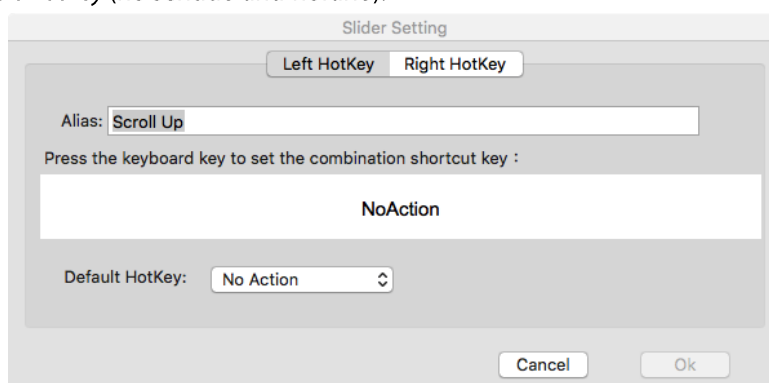 Slider Setting
Left HotKey Right HotKey
Alias: Scroll Up
Press the keyboard key to set the combination shortcut key :
NoAction
Default HotKey: No Action
Cancel Ok